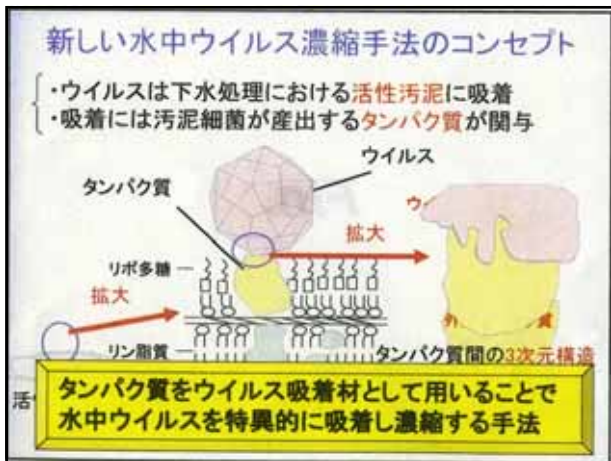 新しい水中ウイルス濃縮手法のコンセプト
・ウイルスは下水処理における活性汚泥に吸着
・吸着には汚泥細菌が産出するタンパク質が関与
ウイルス
タンパク質
拡大
リポ多糖
拡大
リン脂質
タンパク質間の3次元構造
タンパク質をウイルス吸着材として用いることで
水中ウイルスを特異的に吸着し濃縮する手法